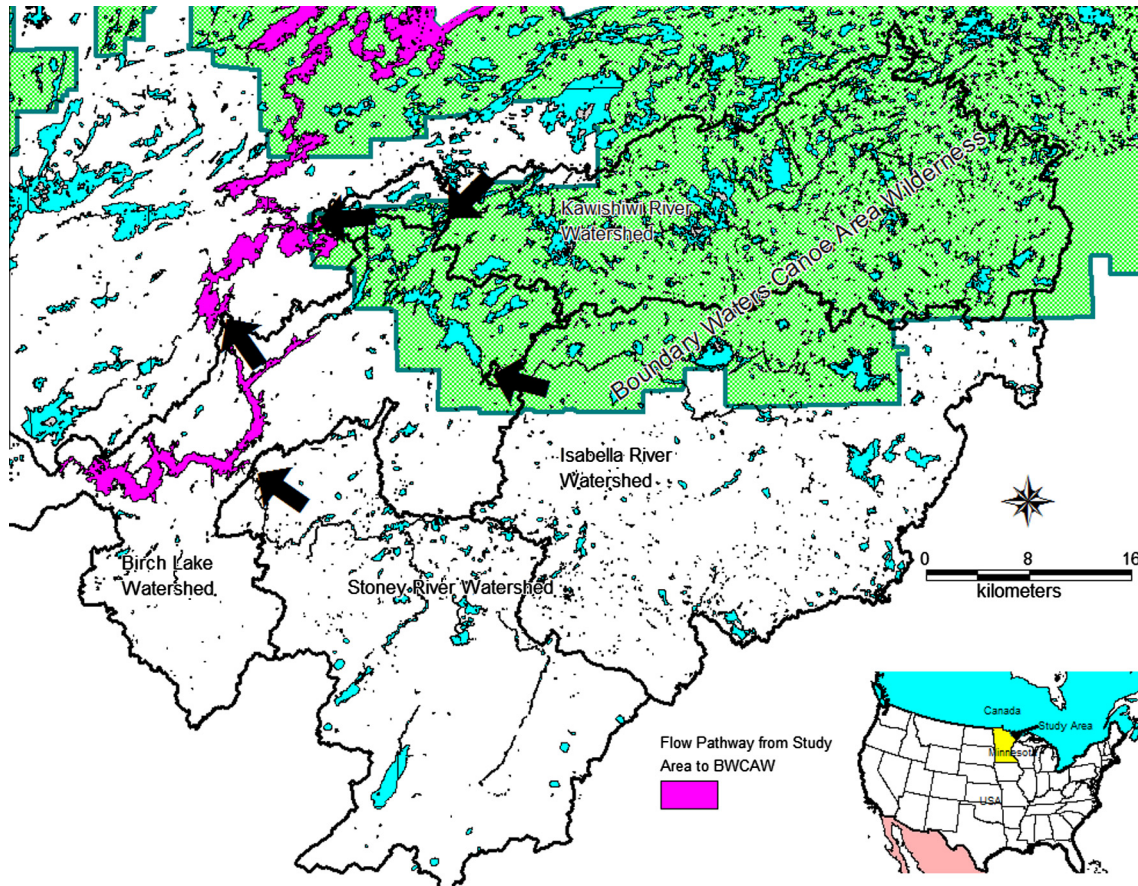 Kawishiwi River
Watershed
Boundary Waters Canoe Area Wilderness
Isabella River
Watershed
Birch Lake
Watershed
Stoney River Watershed
0 8 16
kilometers
Flow Pathway from Study
Area to BWCAW
Canada
Study Area
Minnesota
USA